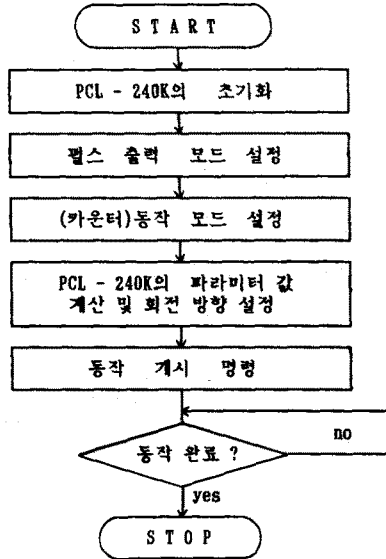 S T A R T
PCL - 240K의 초기화
펄스 출력 모드 설정
(카운터)동작 모드 설정
PCL - 240K의 파라미터 값
계산 및 회전 방향 설정
동작 개시 명령
동작 완료 ?
no
yes
S T O P